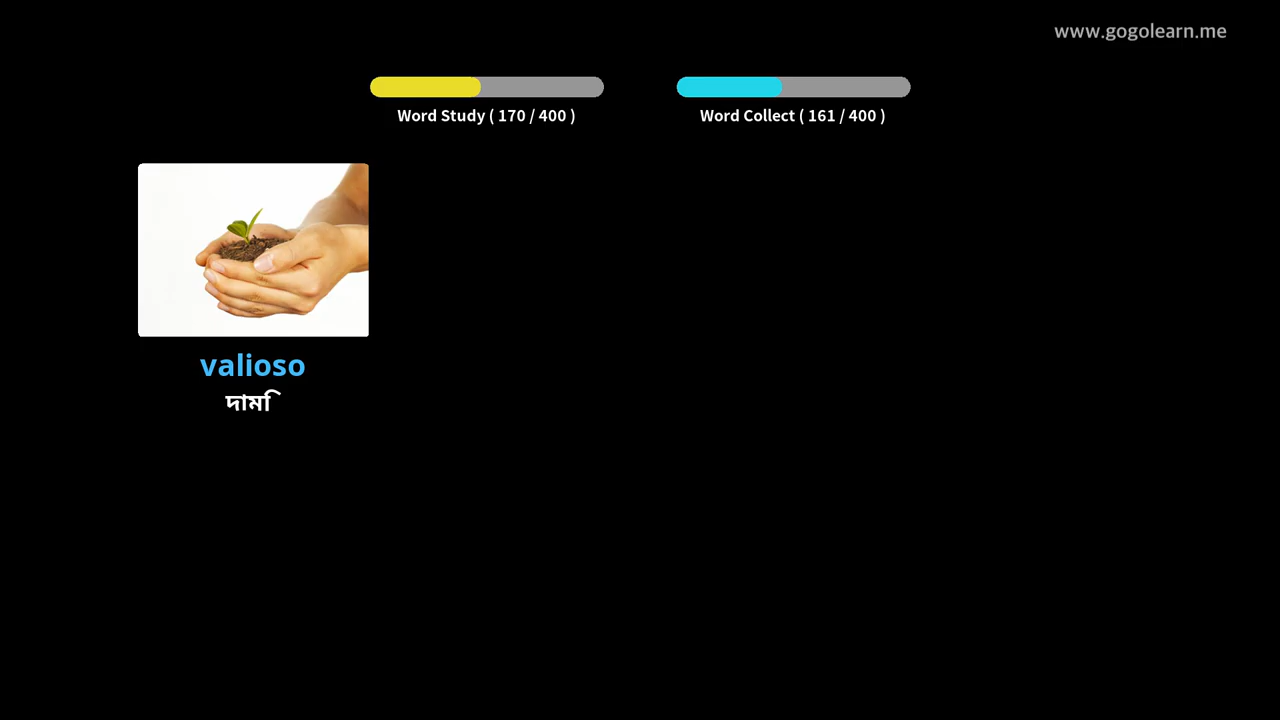 www.gogolearn.me
Word Study ( 170 / 400 )
Word Collect ( 161 / 400 )
valioso
দামি